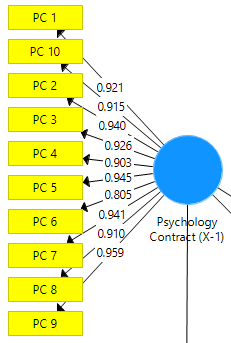 PC 1
PC 10
PC 2
PC 3
PC 4
PC 5
PC 6
PC 7
PC 8
PC 9
0.921
0.915
0.940
0.926
0.903
0.945
0.805
0.941
0.910
0.959
Psychology
Contract (X-1)